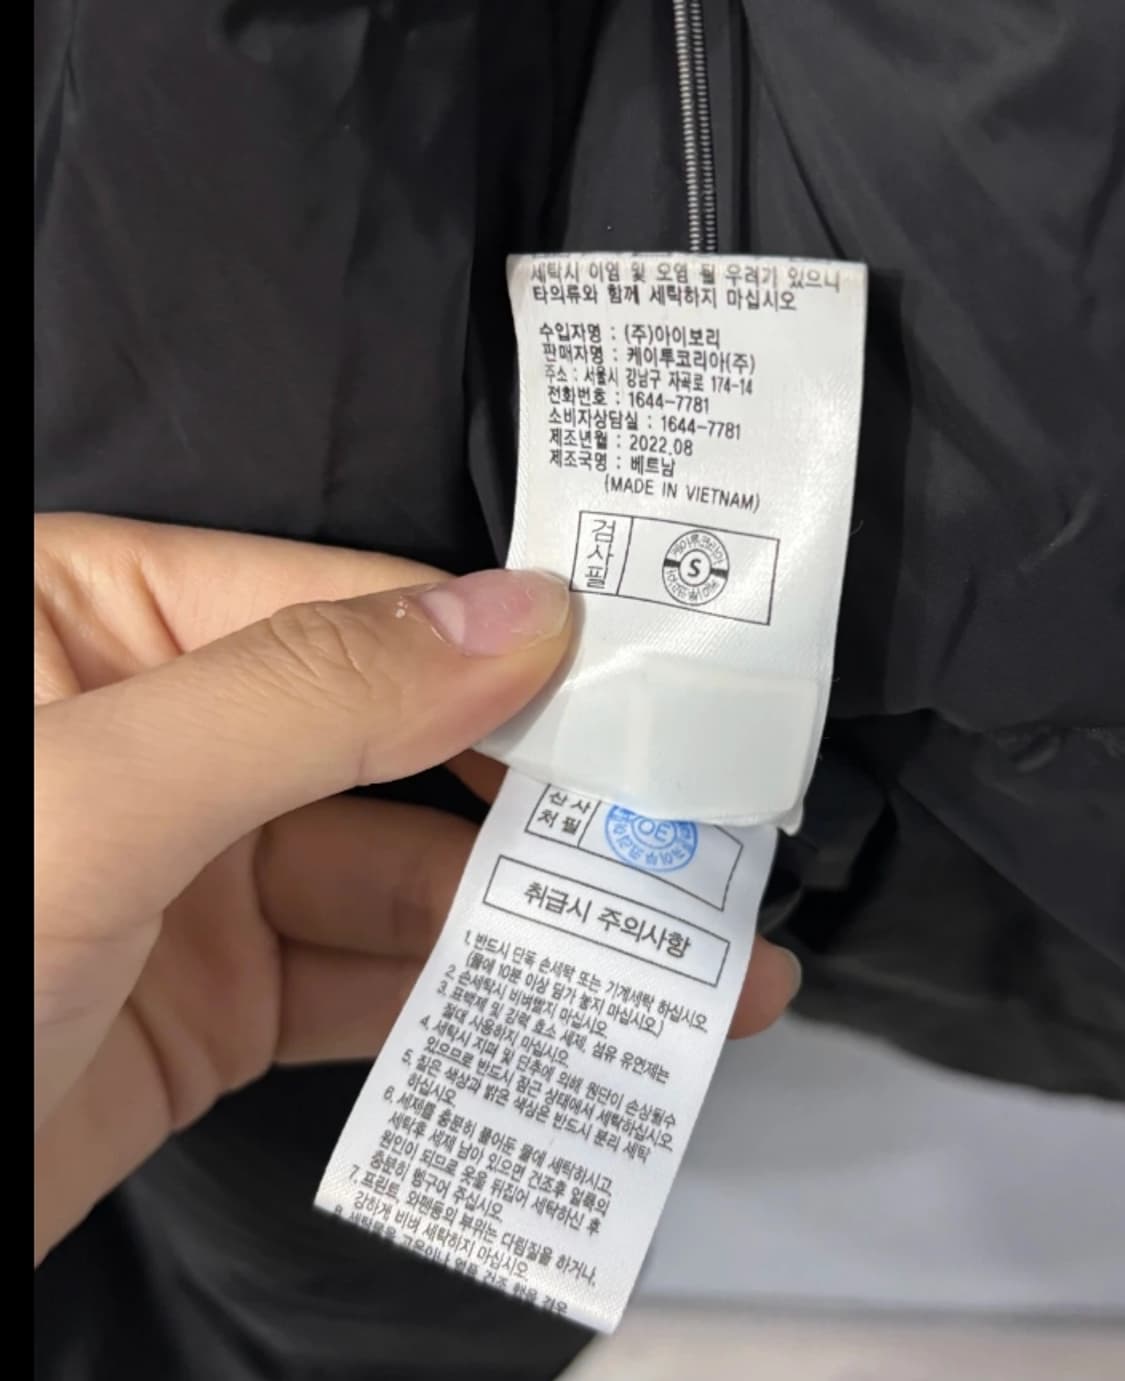 세탁시 이염 및 오염 될 우려가 있으니
타의류와 함께 세탁하지 마십시오
수입자명 : (주)아이보리
판매자명 : 케이투코리아(주)
주소 : 서울시 강남구 자곡로 174-14
전화번호 : 1644-7781
소비자상담실 : 1644-7781
제조년월 : 2022.08
제조국명 : 베트남
(MADE IN VIETNAM)
검사필
케이투코리아
S
처필
OE
취급시 주의사항
1. 반드시 단독 손세탁 또는 기계세탁 하십시오.
(물에 10분 이상 담가 놓지 마십시오.)
2. 손세탁시 비벼빨지 마십시오.
3. 표백제 및 강력 효소 세제, 섬유 유연제는
절대 사용하지 마십시오.
4. 세탁시 지퍼 및 단추에 의해 원단이 손상될수
있으므로 반드시 잠근 상태에서 세탁하십시오.
5. 짙은 색상과 밝은 색상은 반드시 분리 세탁
하십시오.
6. 세제를 충분히 풀어둔 물에 세탁하시고,
세탁후 세제 남아 있으면 건조후 얼룩의
원인이 되므로 옷을 뒤집어 세탁하신 후
충분히 헹구어 주십시오.
7. 프린트, 와펜등의 부위는 다림질을 하거나,
강하게 비벼 세탁하지 마십시오.
8.